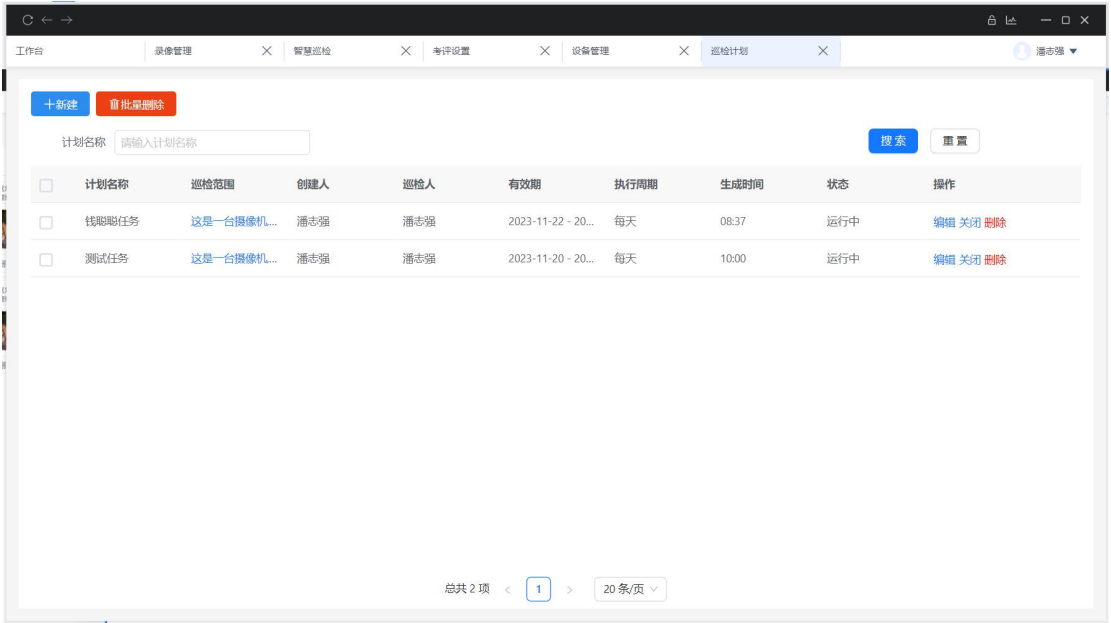 工作台 录像管理 智慧巡检 考评设置 设备管理 巡检计划 潘志强
新建 批量删除
计划名称 请输入计划名称 搜索 重置
计划名称 巡检范围 创建人 巡检人 有效期 执行周期 生成时间 状态 操作
钱聪聪任务 这是一台摄像机... 潘志强 潘志强 2023-11-22 - 20... 每天 08:37 运行中 编辑 关闭 删除
测试任务 这是一台摄像机... 潘志强 潘志强 2023-11-20 - 20... 每天 10:00 运行中 编辑 关闭 删除
总共 2 项 1 20 条/页